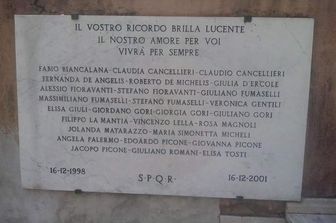 IL VOSTRO RICORDO BRILLA LUCENTE
IL NOSTRO AMORE PER VOI
VIVRÁ PER SEMPRE
FABIO BIANCALANA-CLAUDIA CANCELLIERI-CLAUDIO CANCELLIERI
FERNANDA DE ANGELIS-ROBERTO DE MICHELIS-GIULIA D'ERCOLE
ALESSIO FIORAVANTI-STEFANO FIORAVANTI-GIULIANO FUMASELLI
MASSIMILIANO FUMASELLI-STEFANO FUMASELLI-VERONICA GENTILI
ELISA GIULI-GIORDANO GORI-GIORGIA GORI-GIULIANO GORI
FILIPPO LA MANTIA-VINCENZO LELLA-ROSA MAGNOLI
JOLANDA MATARAZZO-MARIA SIMONETTA MICHELI
ANGELA PALERMO-EDOARDO PICONE-GIOVANNA PICONE
JACOPO PICONE-GIULIANO ROMANI-ELISA TOSTI
16-12-1998 S.P.Q.R. 16-12-2001